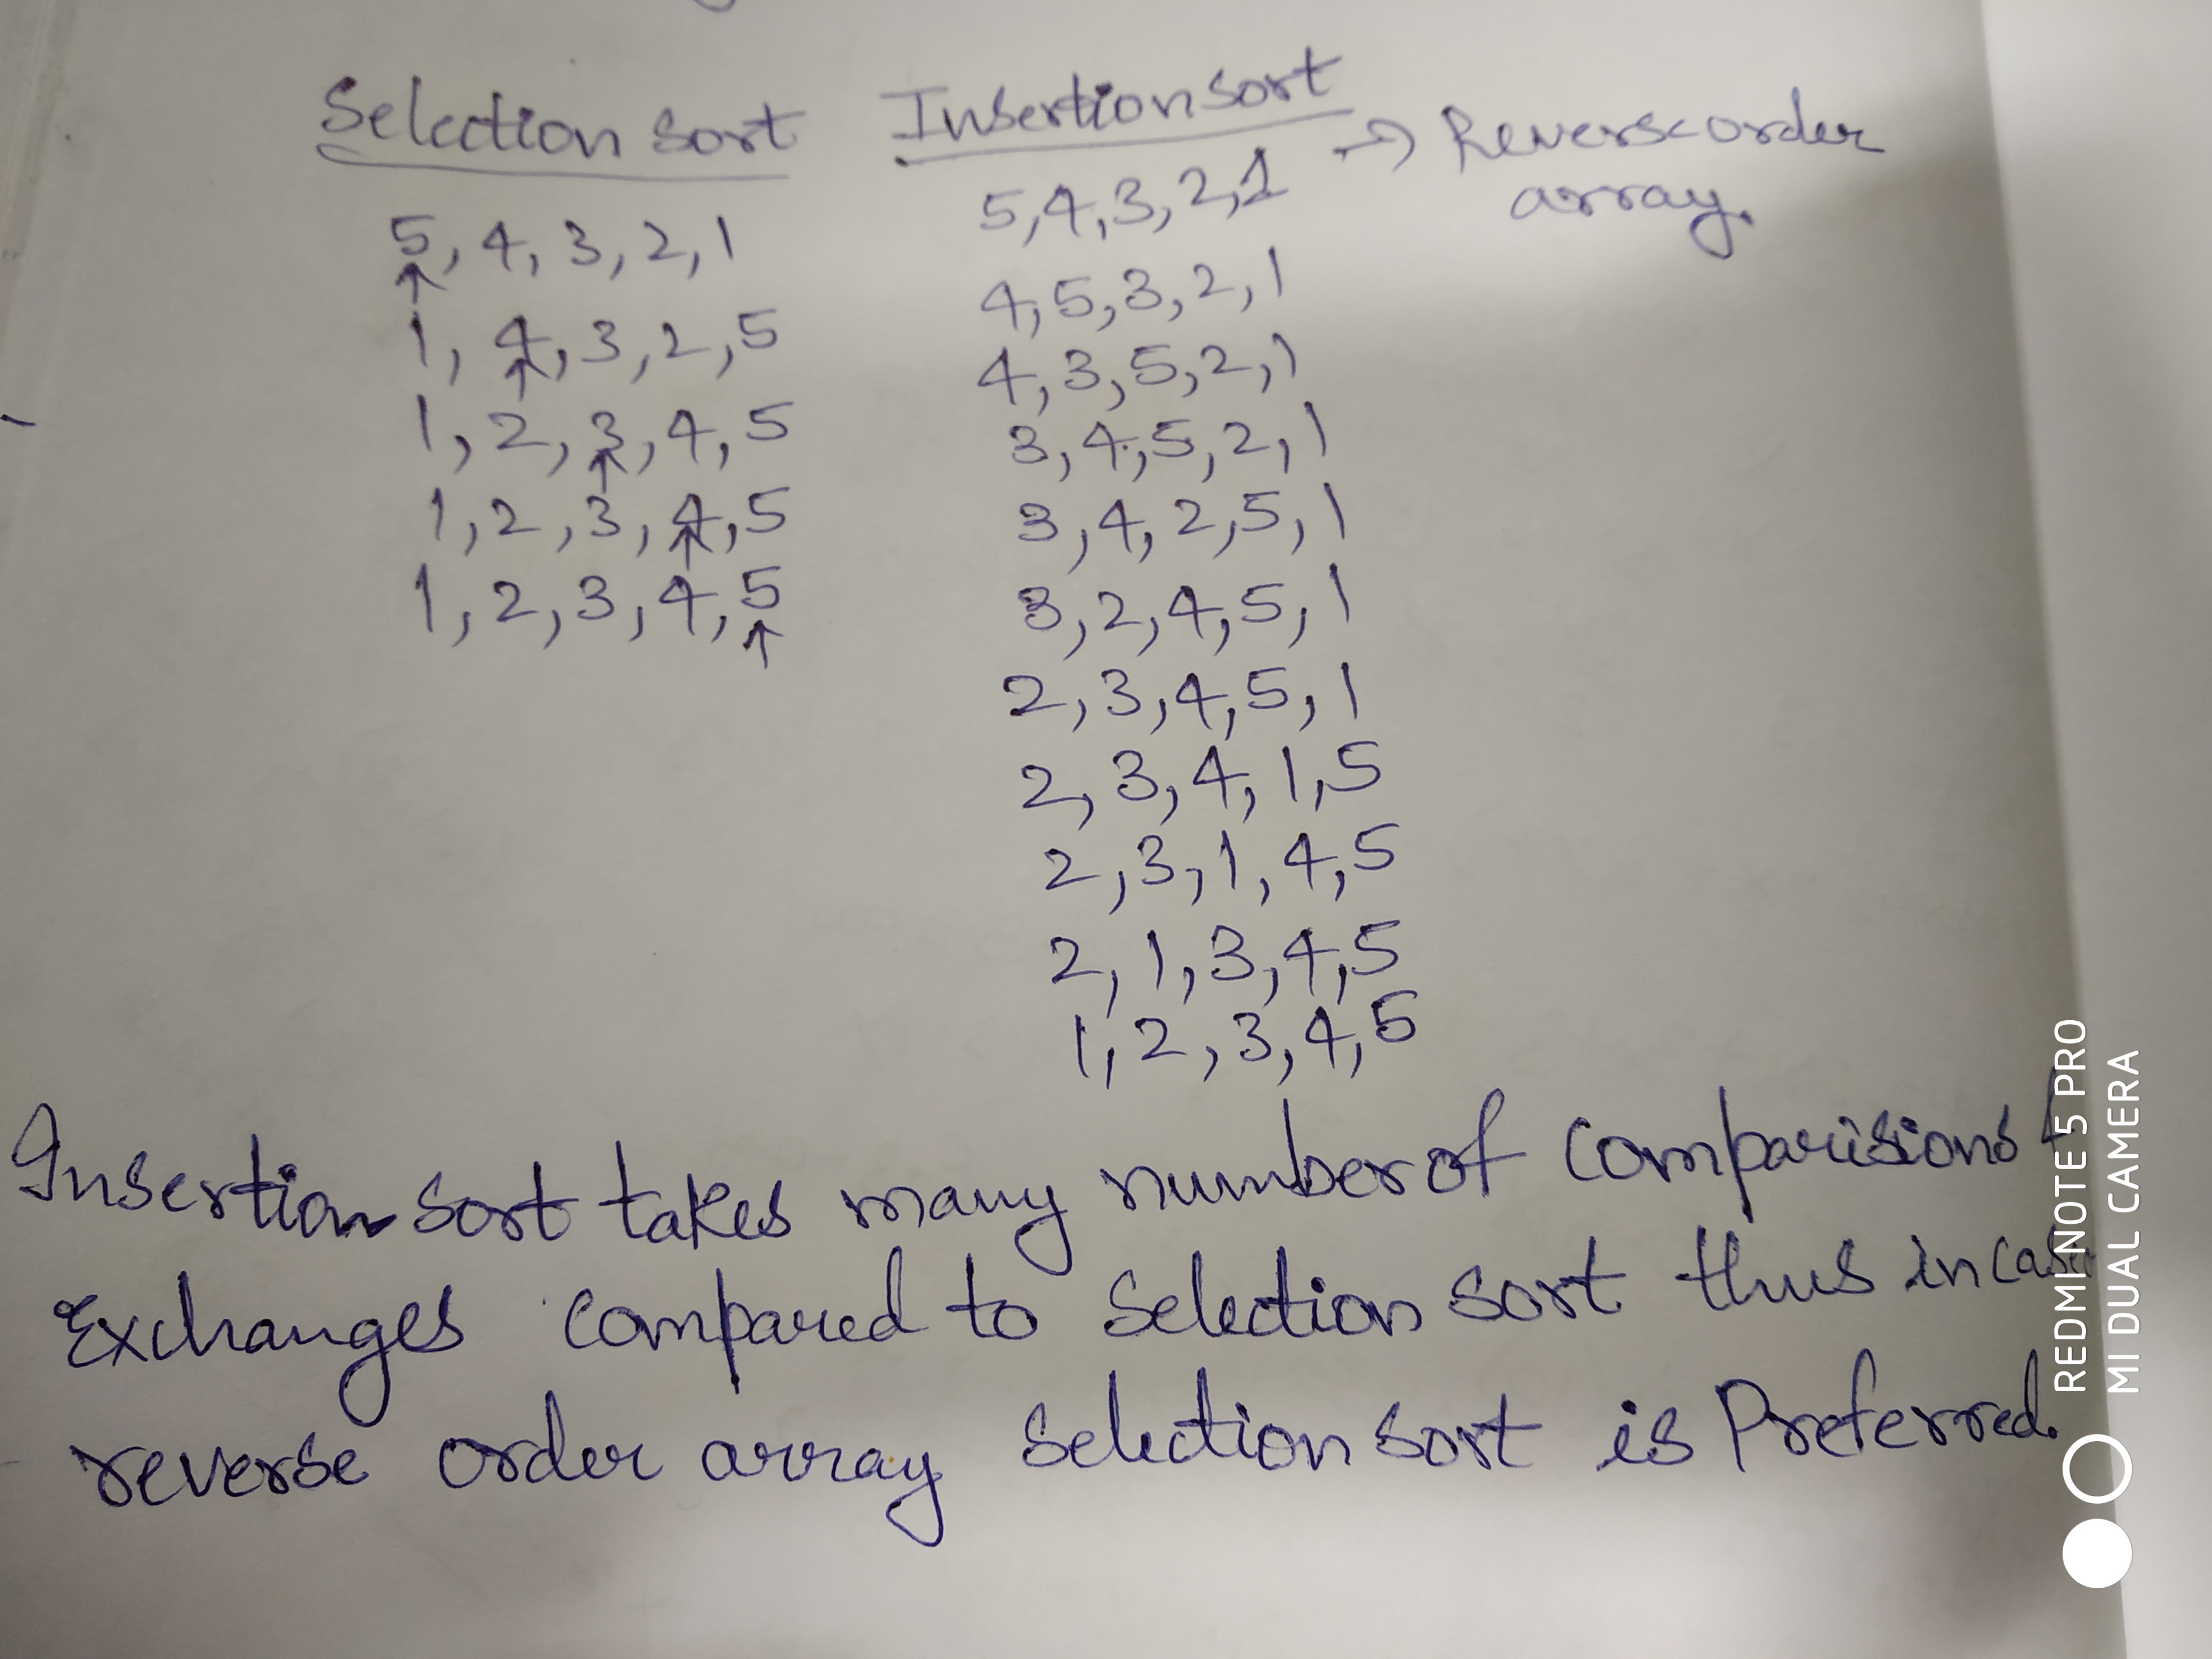 Selection sort
5, 4, 3, 2, 1
1, 4, 3, 2, 5
1, 2, 3, 4, 5
1, 2, 3, 4, 5
1, 2, 3, 4, 5
Insertion sort → Reverse order
array.
5, 4, 3, 2, 1
4, 5, 3, 2, 1
4, 3, 5, 2, 1
3, 4, 5, 2, 1
3, 4, 2, 5, 1
3, 2, 4, 5, 1
2, 3, 4, 5, 1
2, 3, 4, 1, 5
2, 3, 1, 4, 5
2, 1, 3, 4, 5
1, 2, 3, 4, 5
Insertion sort takes many number of comparisions &
exchanges compared to selection sort thus in case
reverse order array selection sort is Preferred.
REDMI NOTE 5 PRO
MI DUAL CAMERA